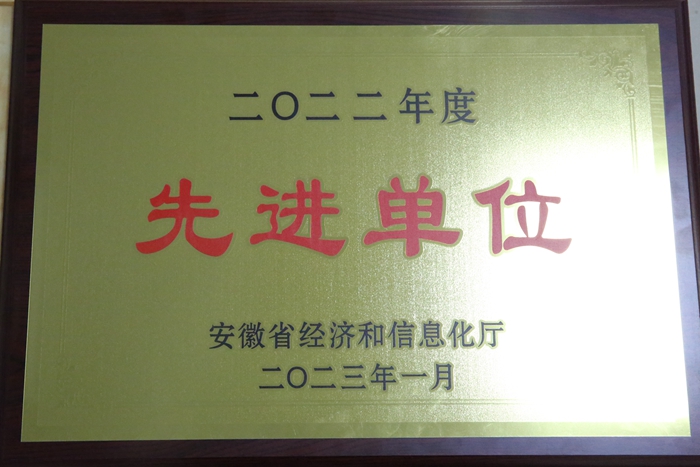 二〇二二年度
先进单位
安徽省经济和信息化厅
二〇二三年一月